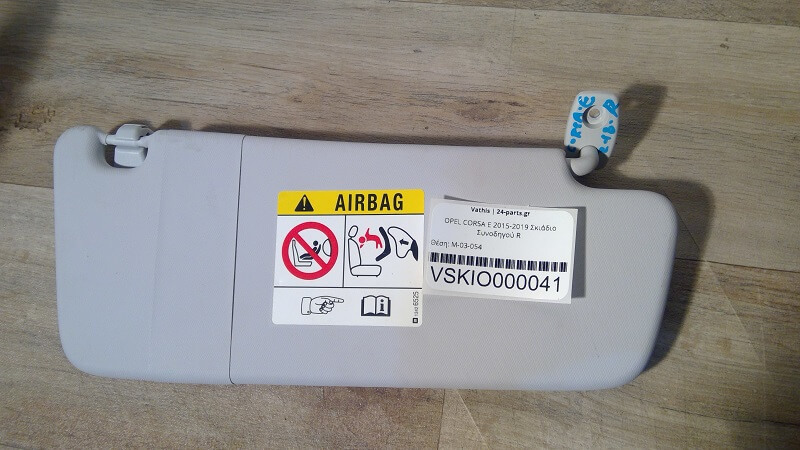 AIRBAG
Vathis | 24-parts.gr
OPEL CORSA E 2015-2019 Σκιάδιο
Συνοδηγού R
Θέση: M-03-054
VSKIO000041